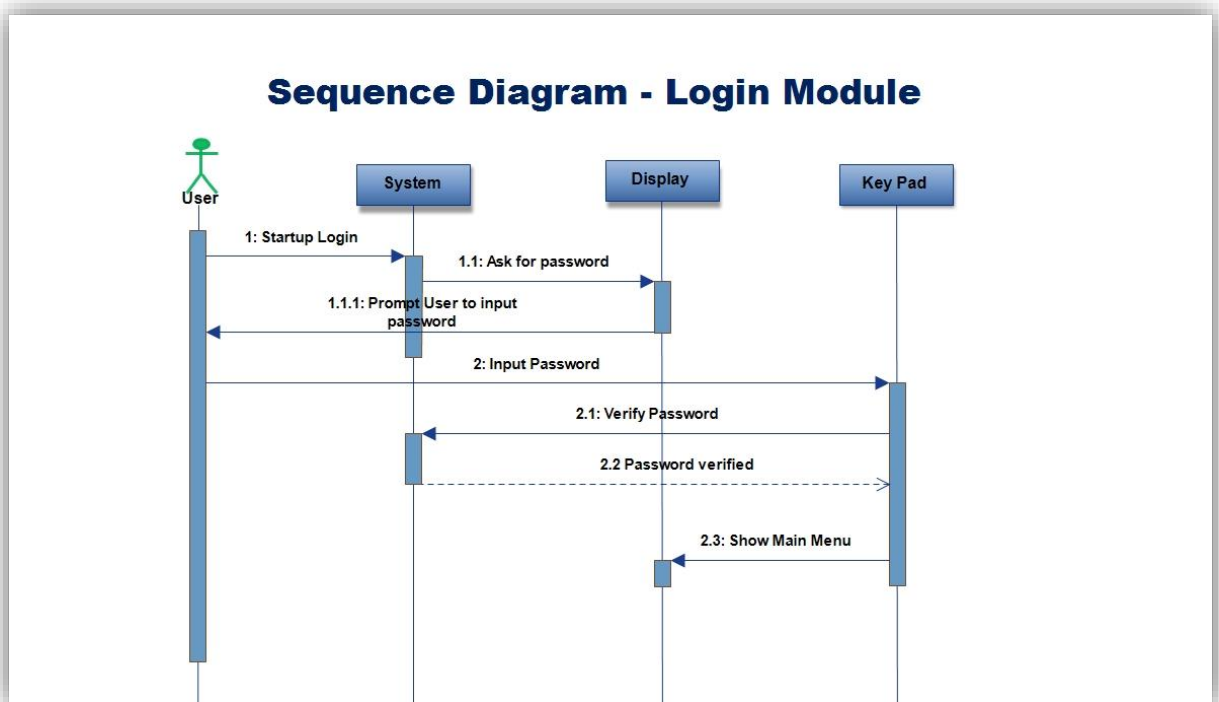 Sequence Diagram - Login Module
User
System
Display
Key Pad
1: Startup Login
1.1: Ask for password
1.1.1: Prompt User to input
password
2: Input Password
2.1: Verify Password
2.2 Password verified
2.3: Show Main Menu